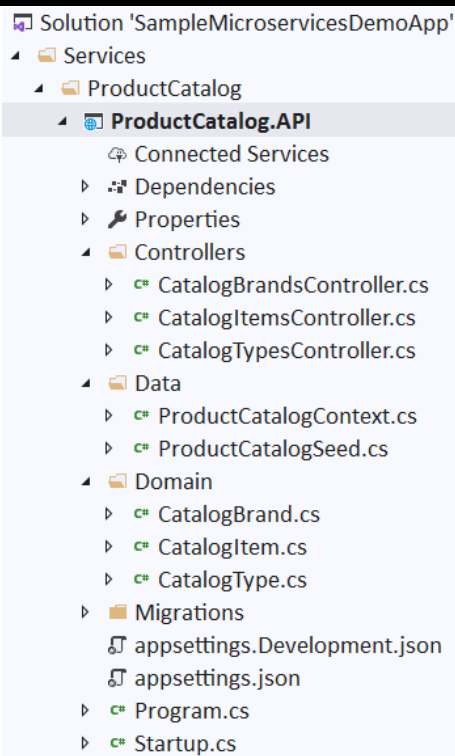 Solution 'SampleMicroservicesDemoApp'
Services
ProductCatalog
ProductCatalog.API
Connected Services
Dependencies
Properties
Controllers
C# CatalogBrandsController.cs
C# CatalogItemsController.cs
C# CatalogTypesController.cs
Data
C# ProductCatalogContext.cs
C# ProductCatalogSeed.cs
Domain
C# CatalogBrand.cs
C# CatalogItem.cs
C# CatalogType.cs
Migrations
appsettings.Development.json
appsettings.json
C# Program.cs
C# Startup.cs